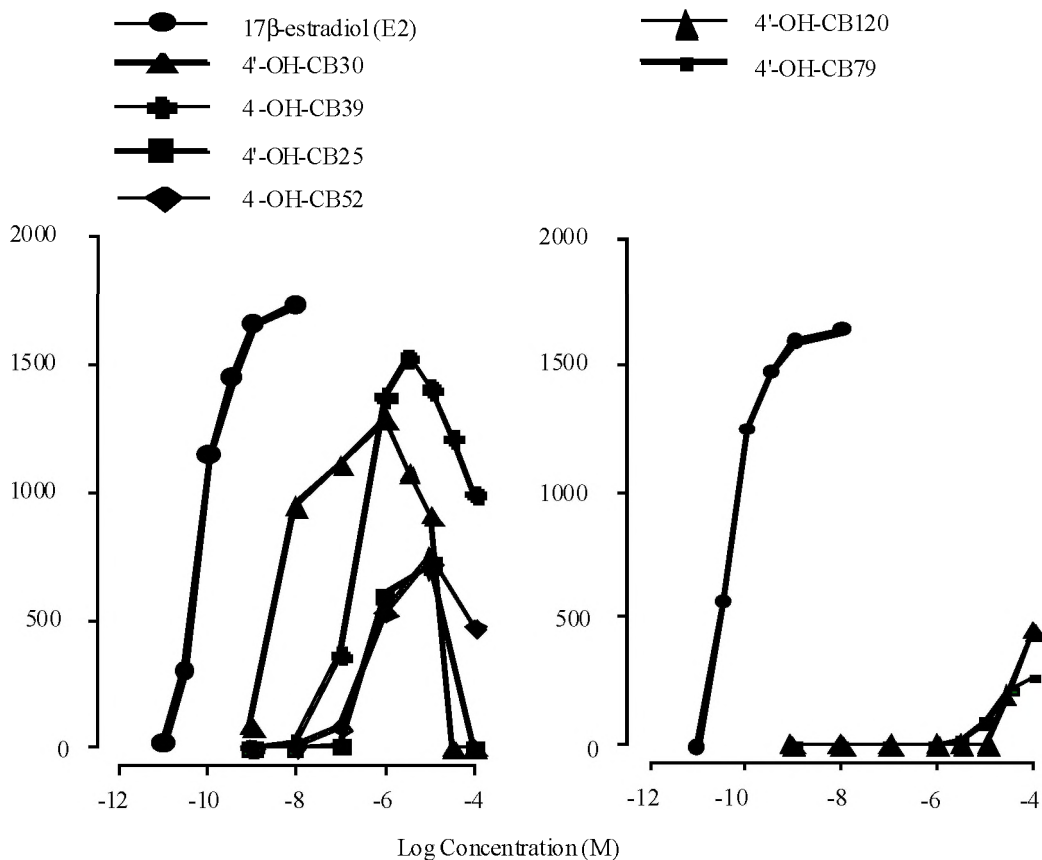 17β-estradiol (E2)
4'-OH-CB30
4 -OH-CB39
4'-OH-CB25
4 -OH-CB52
4'-OH-CB120
4'-OH-CB79
2000
1500
1000
500
0
-12 -10 -8 -6 -4
2000
1500
1000
500
0
-12 -10 -8 -6 -4
Log Concentration (M)